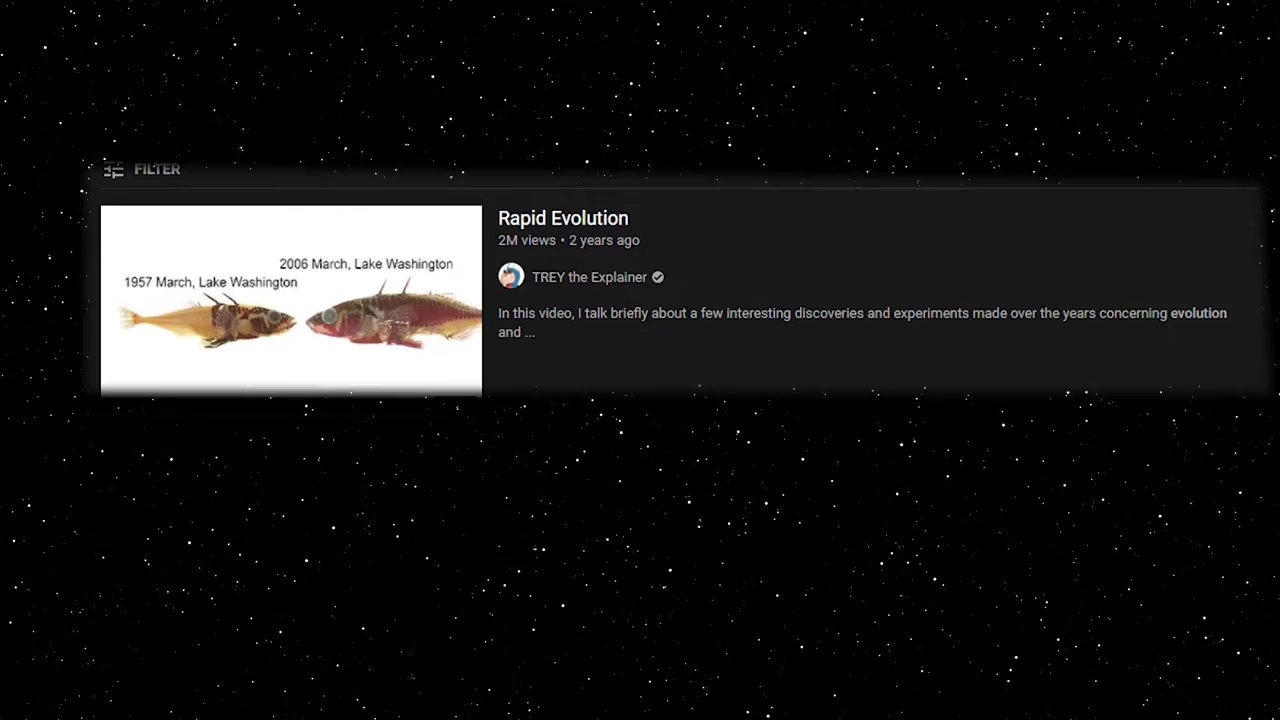 FILTER
2006 March, Lake Washington
1957 March, Lake Washington
Rapid Evolution
2M views • 2 years ago
TREY the Explainer
In this video, I talk briefly about a few interesting discoveries and experiments made over the years concerning evolution
and ...